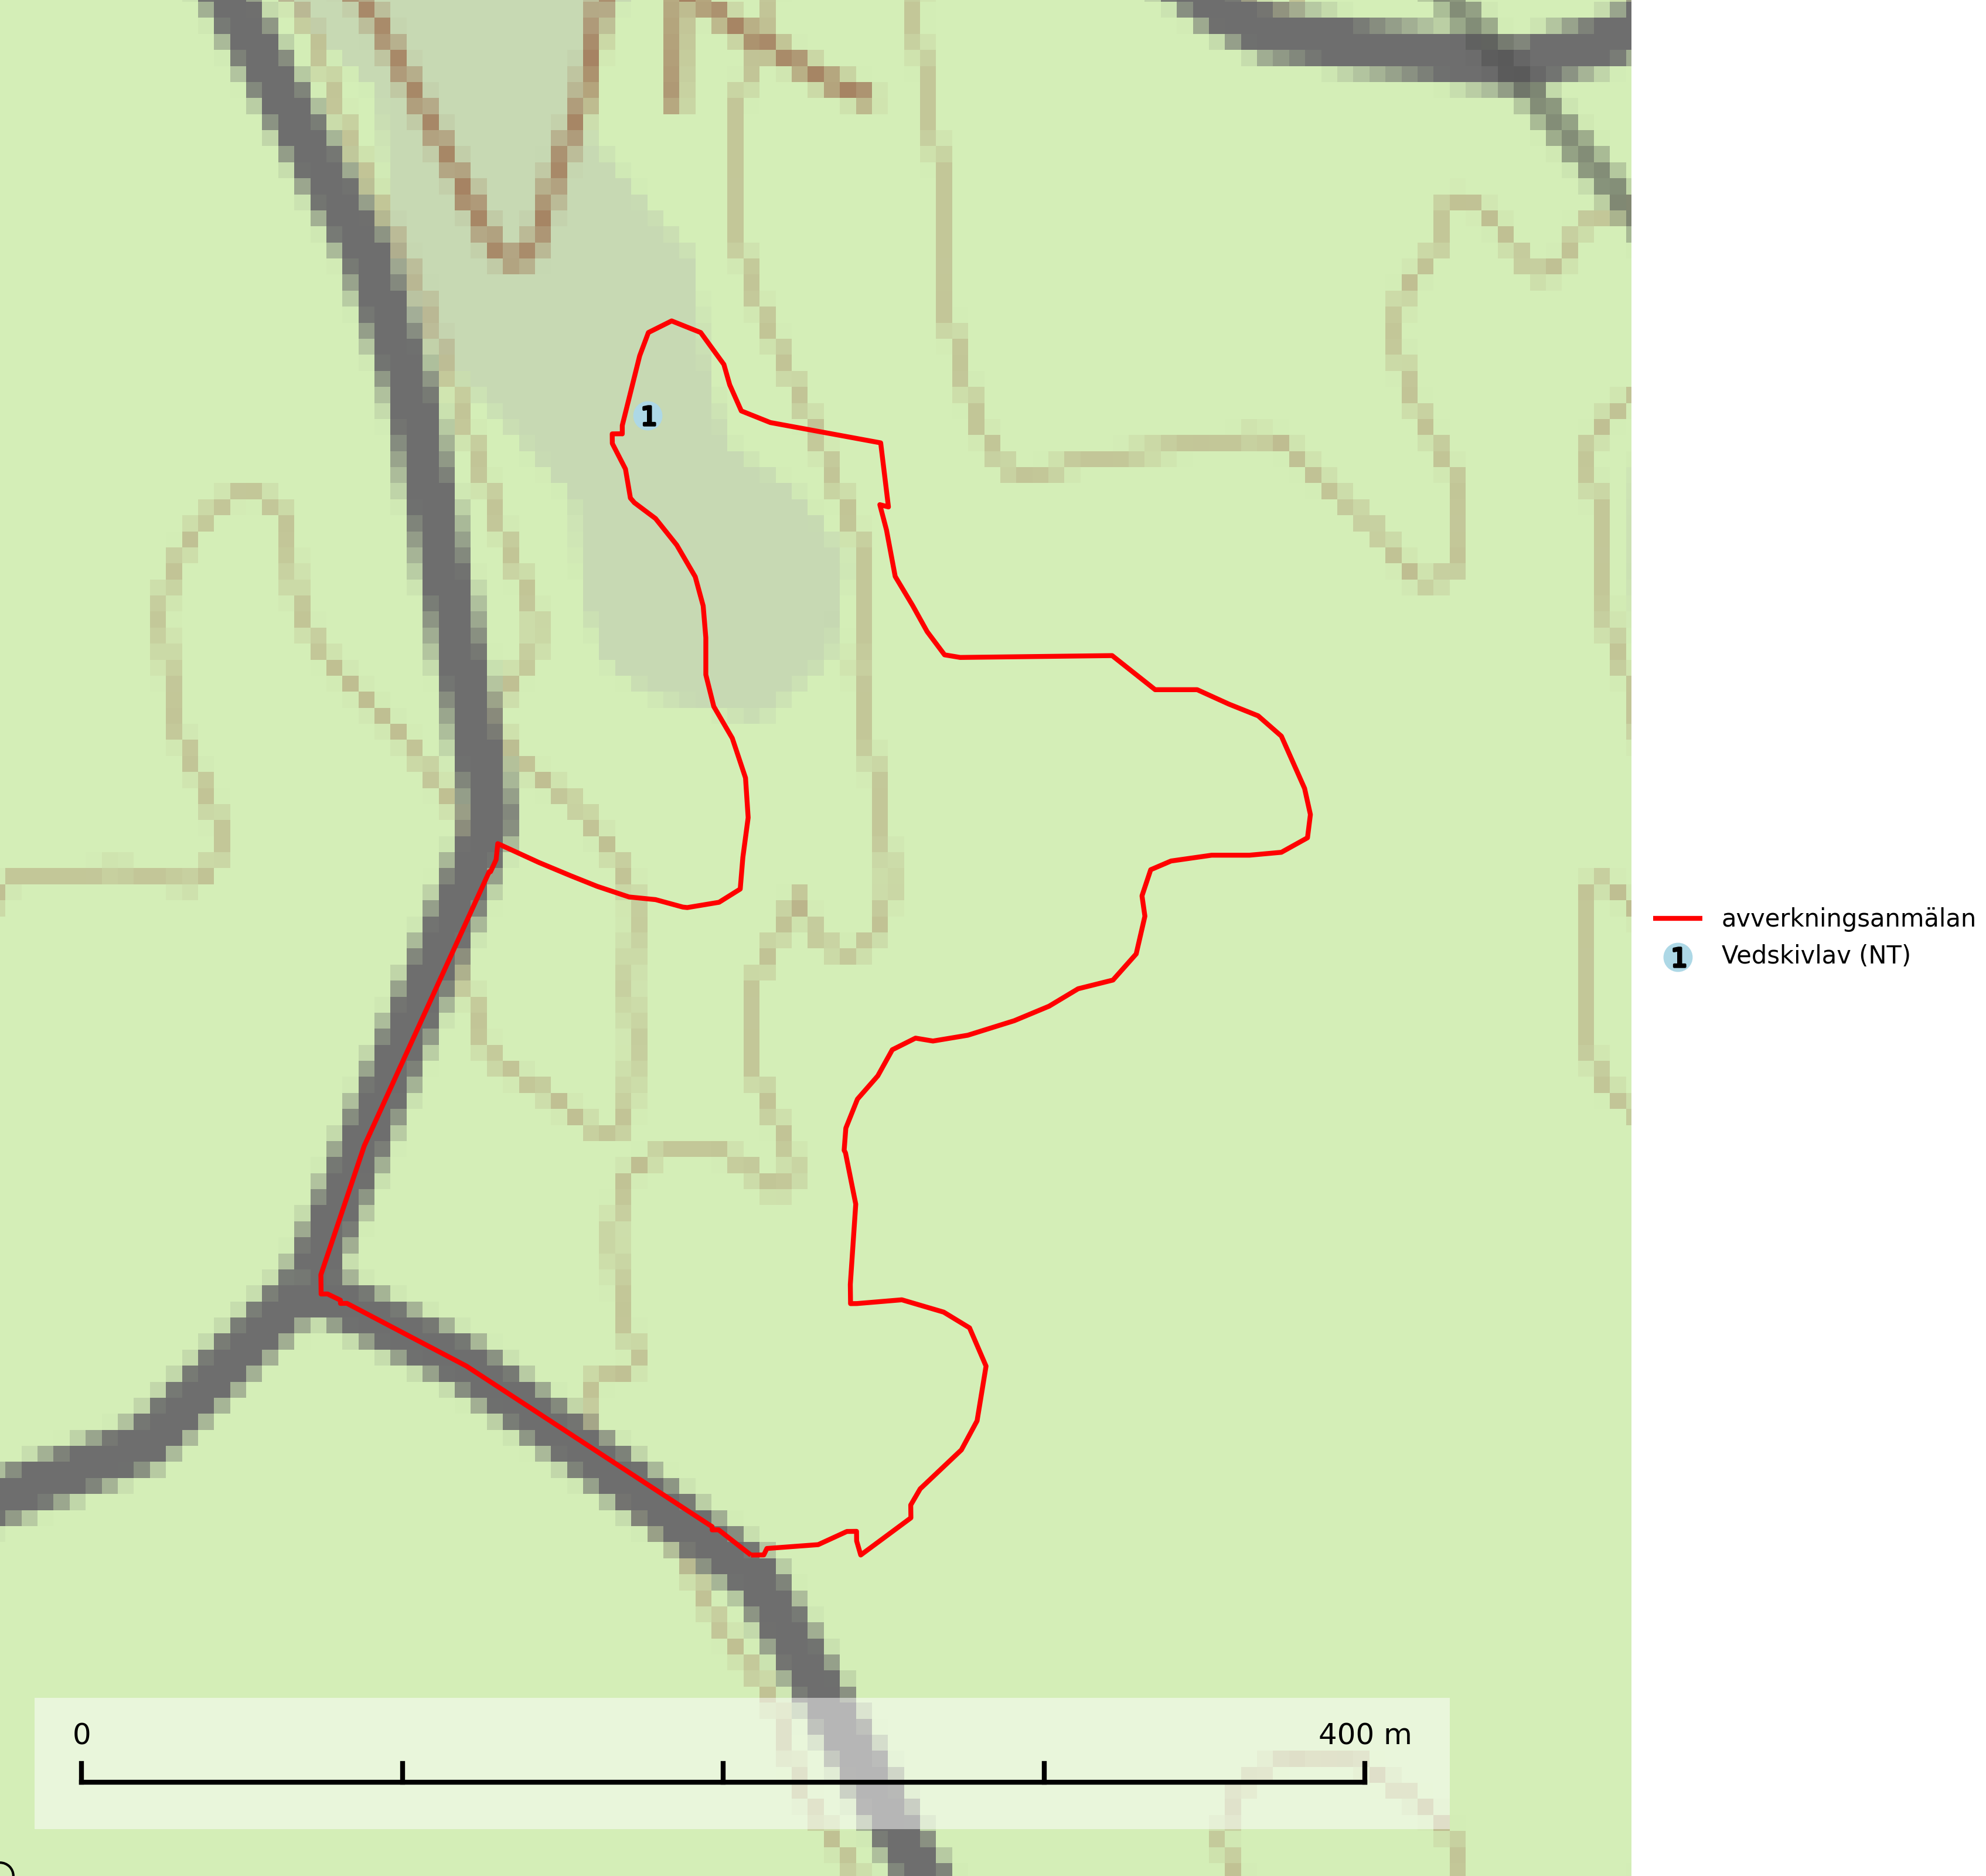 1
avverkningsanmälan
1 Vedskivlav (NT)
0 400 m